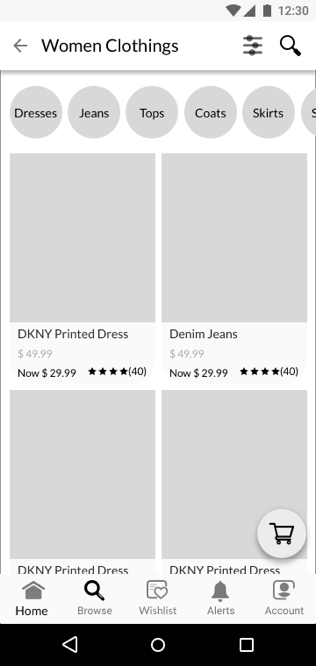 12:30
Women Clothings
Dresses
Jeans
Tops
Coats
Skirts
S
DKNY Printed Dress
Denim Jeans
$ 49.99
$ 49.99
Now $ 29.99
(40)
Now $ 29.99
(40)
DKNY Printed Dress
DKNY Printed Dress
Home
Browse
Wishlist
Alerts
Account